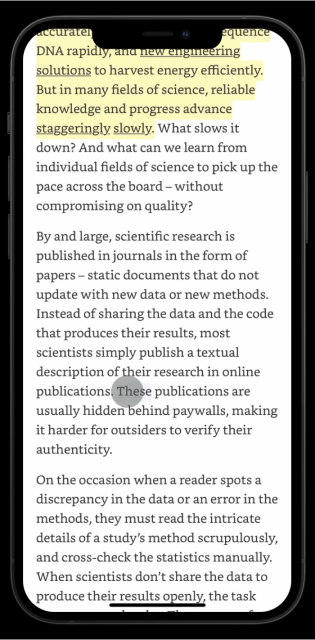 accurately sequence
DNA rapidly, and new engineering
solutions to harvest energy efficiently.
But in many fields of science, reliable
knowledge and progress advance
staggeringly slowly. What slows it
down? And what can we learn from
individual fields of science to pick up the
pace across the board – without
compromising on quality?
By and large, scientific research is
published in journals in the form of
papers – static documents that do not
update with new data or new methods.
Instead of sharing the data and the code
that produces their results, most
scientists simply publish a textual
description of their research in online
publications. These publications are
usually hidden behind paywalls, making
it harder for outsiders to verify their
authenticity.
On the occasion when a reader spots a
discrepancy in the data or an error in the
methods, they must read the intricate
details of a study’s method scrupulously,
and cross-check the statistics manually.
When scientists don’t share the data to
produce their results openly, the task